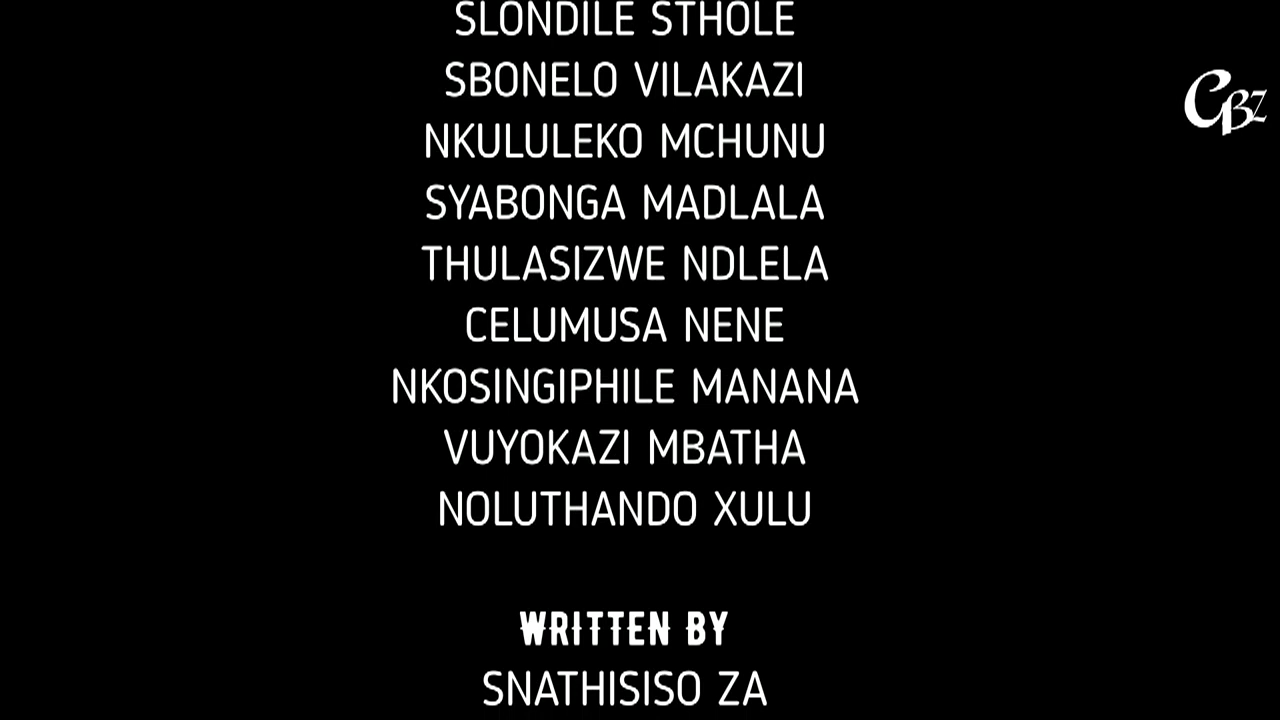 SLONDILE STHOLE
SBONELO VILAKAZI
NKULULEKO MCHUNU
SYABONGA MADLALA
THULASIZWE NDLELA
CELUMUSA NENE
NKOSINGIPHILE MANANA
VUYOKAZI MBATHA
NOLUTHANDO XULU
WRITTEN BY
SNATHISISO ZA
CBZ